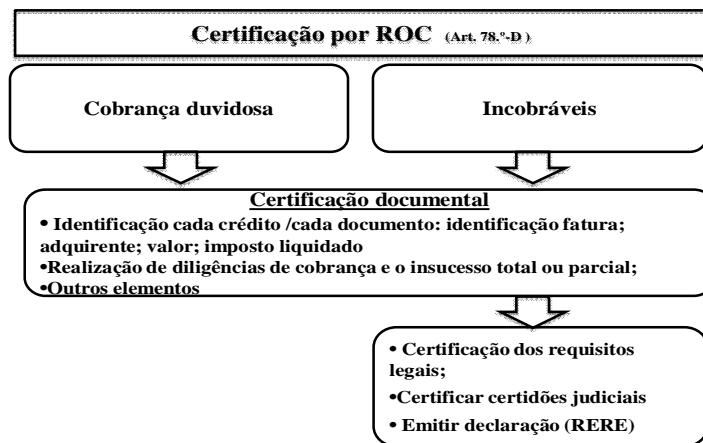 Certificação por ROC (Art. 78.º-D )
Cobrança duvidosa
Incobráveis
Certificação documental
• Identificação cada crédito /cada documento: identificação fatura;
adquirente; valor; imposto liquidado
•Realização de diligências de cobrança e o insucesso total ou parcial;
•Outros elementos
• Certificação dos requisitos
legais;
•Certificar certidões judiciais
• Emitir declaração (RERE)